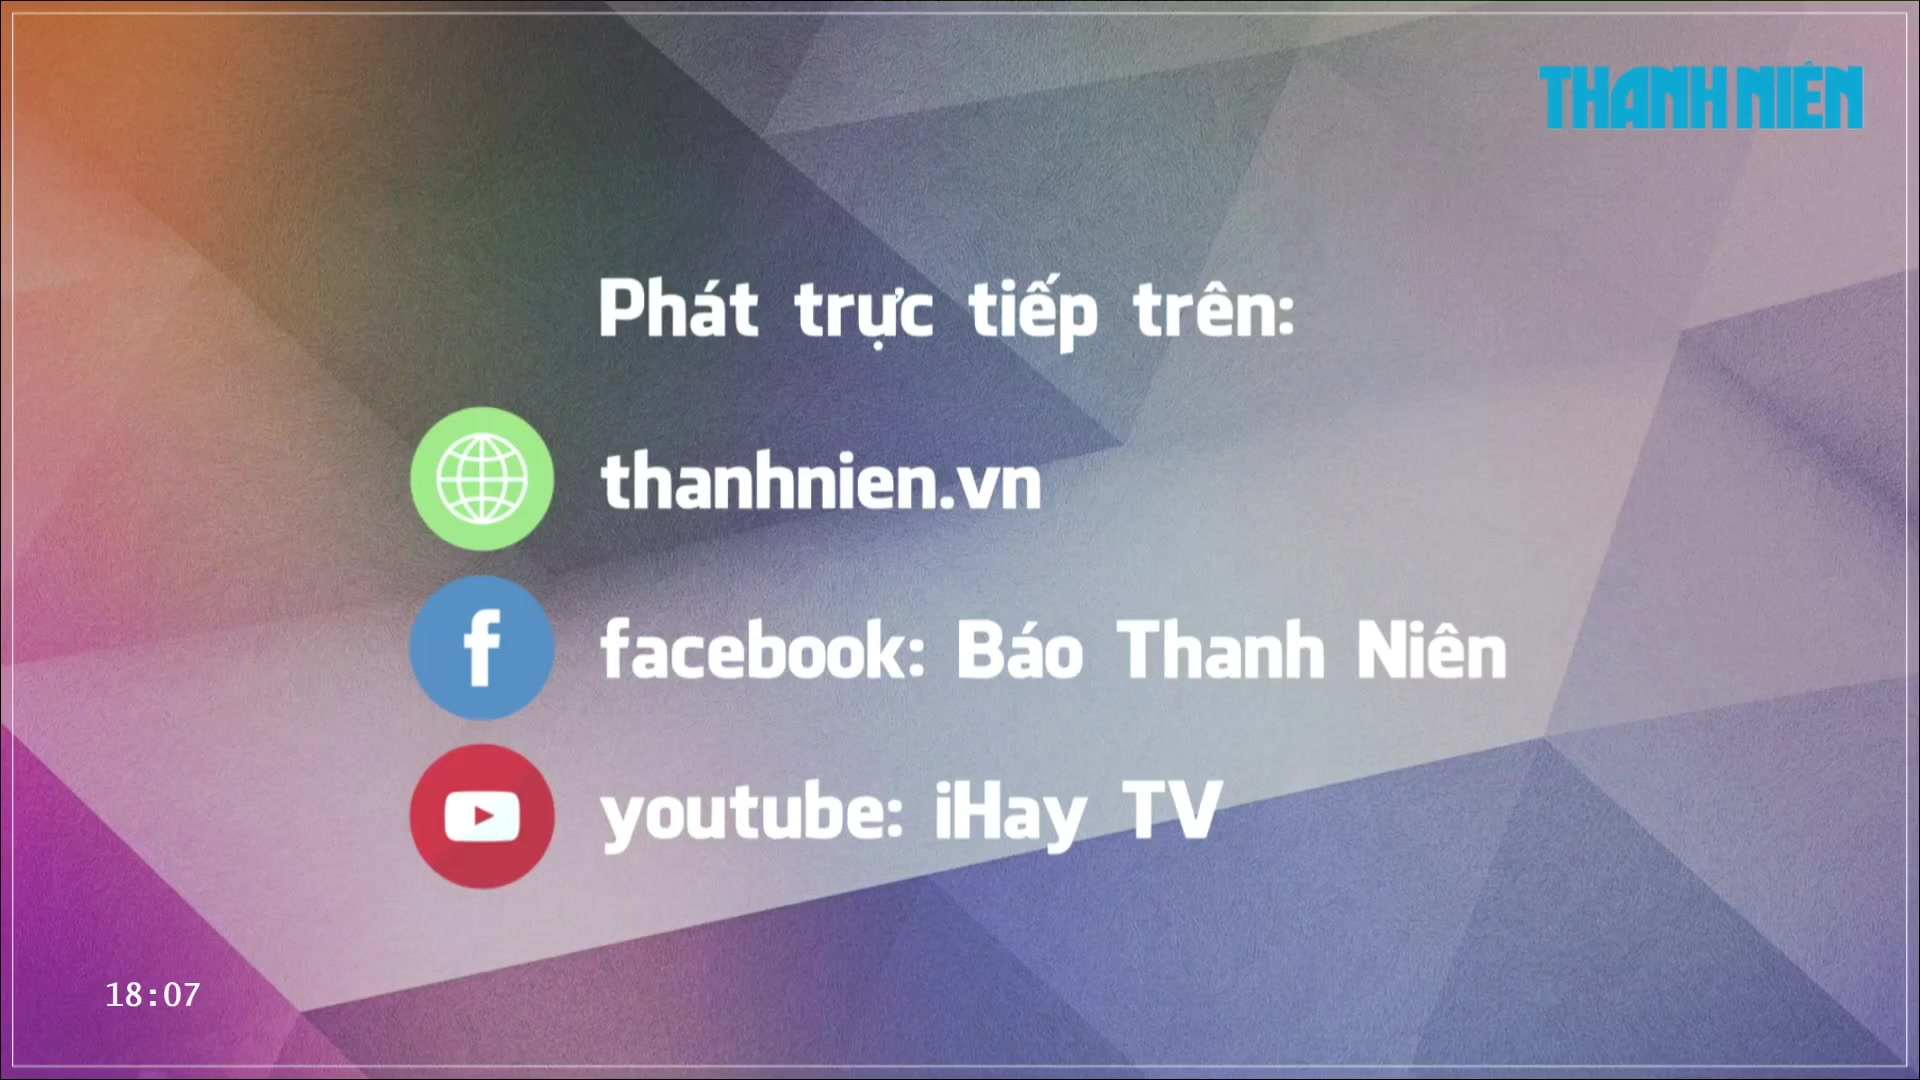 THANH NIÊN
Phát trực tiếp trên:
thanhnien.vn
f
facebook: Báo Thanh Niên
youtube: iHay TV
18:07